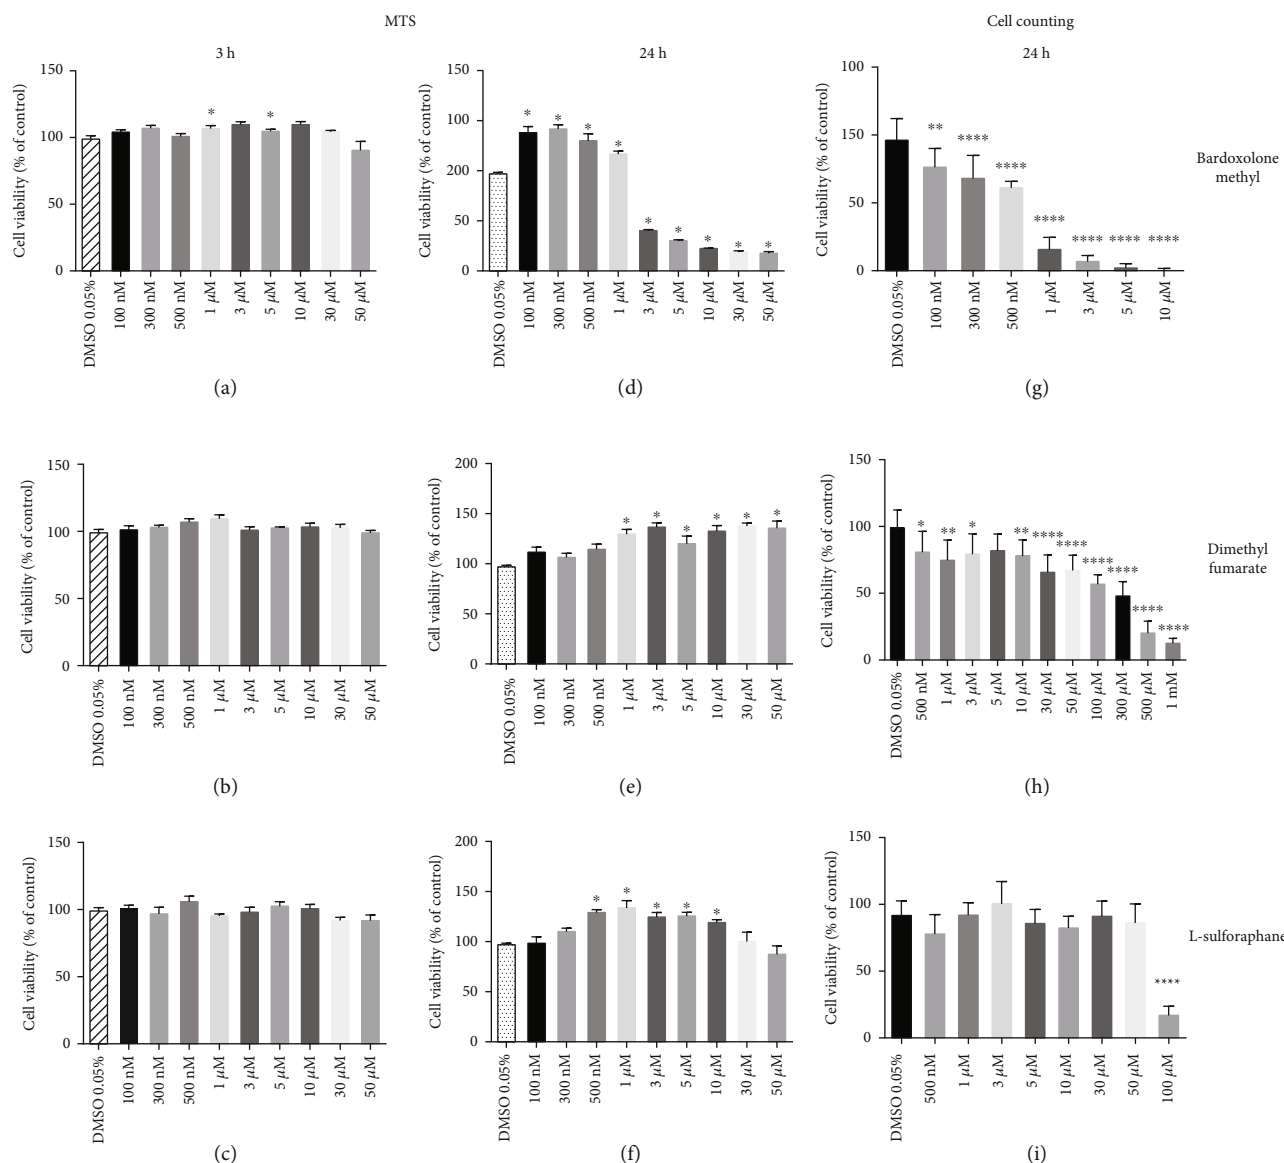 MTS
Cell counting
3 h
24 h
24 h
Cell viability (% of control)
150
100
50
0
* *
DMSO 0.05%
100 nM
300 nM
500 nM
1 µM
3 µM
5 µM
10 µM
30 µM
50 µM
(a)
Cell viability (% of control)
150
100
200
50
0
* * * * * * * * *
DMSO 0.05%
100 nM
300 nM
500 nM
1 µM
3 µM
5 µM
10 µM
30 µM
50 µM
(d)
Cell viability (% of control)
100
150
50
0
** **** **** **** **** **** ****
DMSO 0.05%
100 nM
300 nM
500 nM
1 µM
3 µM
5 µM
10 µM
(g)
Bardoxolone
methyl
Cell viability (% of control)
150
100
50
0
DMSO 0.05%
100 nM
300 nM
500 nM
1 µM
3 µM
5 µM
10 µM
30 µM
50 µM
(b)
Cell viability (% of control)
200
150
100
50
0
* * * * * *
DMSO 0.05%
100 nM
300 nM
500 nM
1 µM
3 µM
5 µM
10 µM
30 µM
50 µM
(e)
Cell viability (% of control)
150
100
50
0
* ** * ** **** **** **** **** **** ****
DMSO 0.05%
500 nM
1 µM
3 µM
5 µM
10 µM
30 µM
50 µM
100 µM
300 µM
500 µM
1 mM
(h)
Dimethyl
fumarate
Cell viability (% of control)
150
100
50
0
DMSO 0.05%
100 nM
300 nM
500 nM
1 µM
3 µM
5 µM
10 µM
30 µM
50 µM
(c)
Cell viability (% of control)
200
150
100
50
0
* * * * *
DMSO 0.05%
100 nM
300 nM
500 nM
1 µM
3 µM
5 µM
10 µM
30 µM
50 µM
(f)
Cell viability (% of control)
150
100
50
0
****
DMSO 0.05%
500 nM
1 µM
3 µM
5 µM
10 µM
30 µM
50 µM
100 µM
(i)
L-sulforaphane